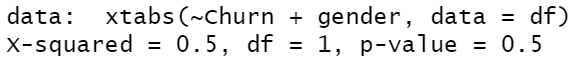 data:  xtabs(~Churn + gender, data = df)
X-squared = 0.5, df = 1, p-value = 0.5